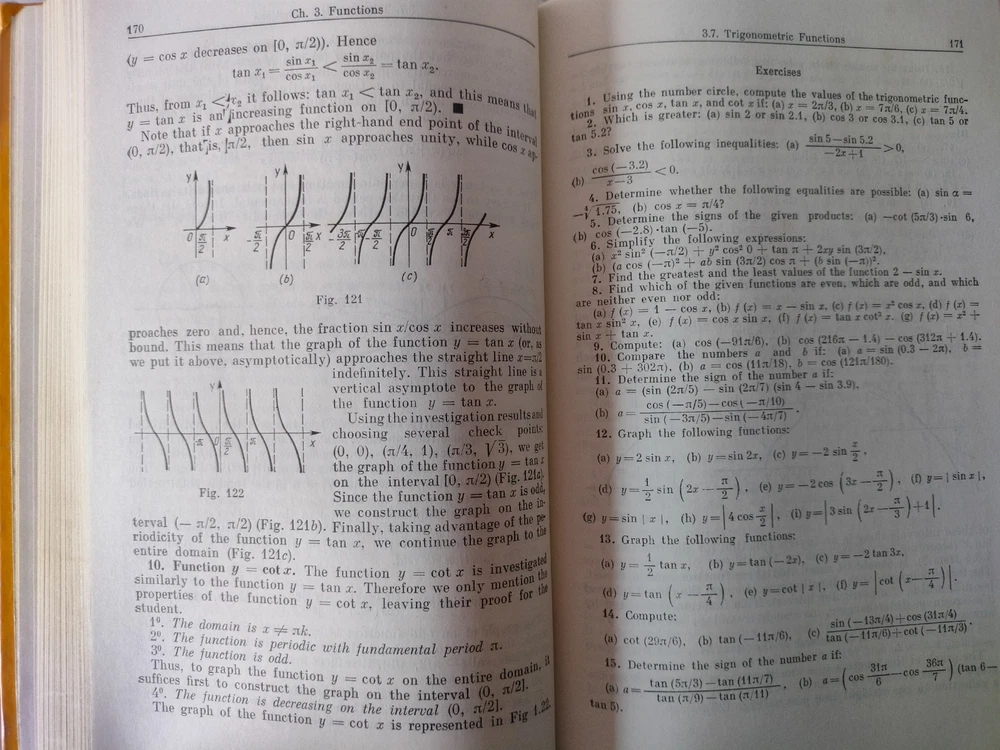 170
Ch. 3. Functions
(y = cos x decreases on [0, π/2)). Hence
tan x₁ = sin x₁/cos x₁ < sin x₂/cos x₂ = tan x₂.
Thus, from x₁ < x₂ it follows: tan x₁ < tan x₂, and this means that
y = tan x is an increasing function on [0, π/2). ■
Note that if x approaches the right-hand end point of the interval
(0, π/2), that is, π/2, then sin x approaches unity, while cos x ap-
y y y
0 π/2 x -π/2 0 π/2 x -3π/2 -π/2 0 π/2 π x
(a) (b) (c)
Fig. 121
proaches zero and, hence, the fraction sin x/cos x increases without
bound. This means that the graph of the function y = tan x (or, as
we put it above, asymptotically) approaches the straight line x=π/2
indefinitely. This straight line is a
vertical asymptote to the graph of
the function y = tan x.
Using the investigation results and
choosing several check points:
(0, 0), (π/4, 1), (π/3, √3), we get
the graph of the function y = tan x
on the interval [0, π/2) (Fig. 121a).
Since the function y = tan x is odd,
we construct the graph on the in-
y
0 π/2 π x
Fig. 122
terval (— π/2, π/2) (Fig. 121b). Finally, taking advantage of the pe-
riodicity of the function y = tan x, we continue the graph to the
entire domain (Fig. 121c).
10. Function y = cot x. The function y = cot x is investigated
similarly to the function y = tan x. Therefore we only mention the
properties of the function y = cot x, leaving their proof for the
student.
1⁰. The domain is x ≠ πk.
2⁰. The function is periodic with fundamental period π.
3⁰. The function is odd.
Thus, to graph the function y = cot x on the entire domain, it
suffices first to construct the graph on the interval (0, π/2].
4⁰. The function is decreasing on the interval (0, π/2].
The graph of the function y = cot x is represented in Fig 1.22.
3.7. Trigonometric Functions
171
Exercises
1. Using the number circle, compute the values of the trigonometric func-
tions sin x, cos x, tan x, and cot x if: (a) x = 2π/3, (b) x = 7π/6, (c) x = 7π/4.
2. Which is greater: (a) sin 2 or sin 2.1, (b) cos 3 or cos 3.1, (c) tan 5 or
tan 5.2?
3. Solve the following inequalities: (a) (sin 5—sin 5.2)/(—2x+1) >0,
(b) cos (—3.2)/(x—3) < 0.
4. Determine whether the following equalities are possible: (a) sin α =
—⁴√1.75, (b) cos x = π/4?
5. Determine the signs of the given products: (a) —cot (5π/3)·sin 6,
(b) cos (—2.8)·tan (—5).
6. Simplify the following expressions:
(a) x² sin² (—π/2) + y² cos² 0 + tan π + 2xy sin (3π/2),
(b) (a cos (—π)² + ab sin (3π/2) cos π + (b sin (—π))².
7. Find the greatest and the least values of the function 2 — sin x.
8. Find which of the given functions are even, which are odd, and which
are neither even nor odd:
(a) f (x) = 1 — cos x, (b) f (x) = x — sin x, (c) f (x) = x² cos x, (d) f (x) =
tan x sin² x, (e) f (x) = cos x sin x, (f) f (x) = tan x cot² x. (g) f (x) = x² +
sin x + tan x.
9. Compute: (a) cos (—91π/6), (b) cos (216π — 1.4) — cos (312π + 1.4).
10. Compare the numbers a and b if: (a) a = sin (0.3 — 2π), b =
sin (0.3 + 302π), (b) a = cos (11π/18), b = cos (121π/180).
11. Determine the sign of the number a if:
(a) a = (sin (2π/5) — sin (2π/7) (sin 4 — sin 3.9),
(b) a= (cos (—π/5)—cos (—π/10))/(sin (—3π/5)—sin (—4π/7)).
12. Graph the following functions:
(a) y=2 sin x, (b) y=sin 2x, (c) y=—2 sin x/2,
(d) y=1/2 sin (2x—π/2), (e) y=—2 cos (3x—π/2), (f) y=| sin x |,
(g) y=sin | x |, (h) y=|4 cos x/2|, (i) y=|3 sin (2x—π/3)+1|.
13. Graph the following functions:
(a) y= 1/2 tan x, (b) y=tan (—2x), (c) y=—2 tan 3x,
(d) y=tan (x —π/4), (e) y=cot | x |, (f) y=|cot (x—π/4)|.
14. Compute:
(a) cot (29π/6), (b) tan (—11π/6), (c) (sin (—13π/4)+cos (31π/4))/(tan (—11π/6)+cot (—11π/3)).
15. Determine the sign of the number a if:
(a) a= (tan (5π/3)—tan (11π/7))/(tan (π/9)—tan (π/11)), (b) a=(cos 31π/6 —cos 36π/7) (tan 6—
tan 5).